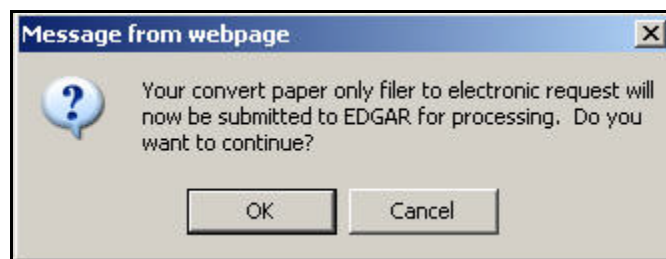 Message from webpage
Your convert paper only filer to electronic request will
now be submitted to EDGAR for processing.  Do you
want to continue?
OK
Cancel